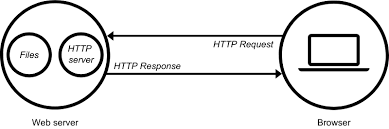 Files
HTTP
server
HTTP Request
HTTP Response
Web server
Browser